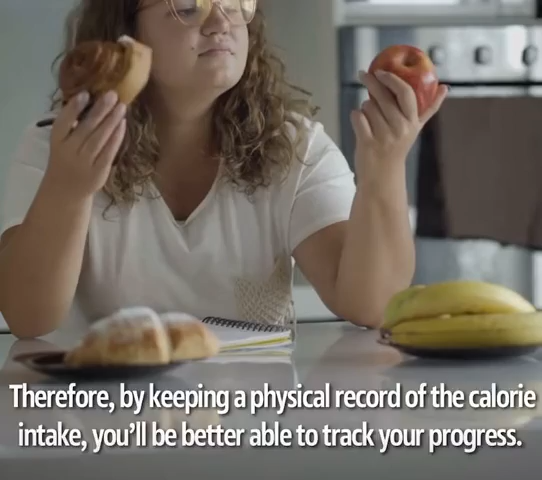 Therefore, by keeping a physical record of the calorie
intake, you’ll be better able to track your progress.